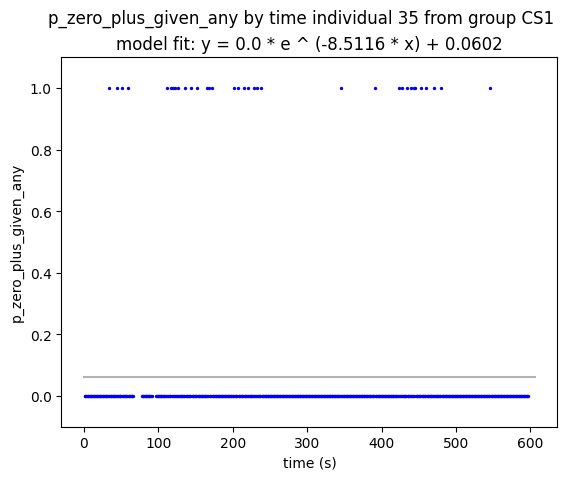 p_zero_plus_given_any by time individual 35 from group CS1
model fit: y = 0.0 * e ^ (-8.5116 * x) + 0.0602
p_zero_plus_given_any
1.0
0.8
0.6
0.4
0.2
0.0
0 100 200 300 400 500 600
time (s)